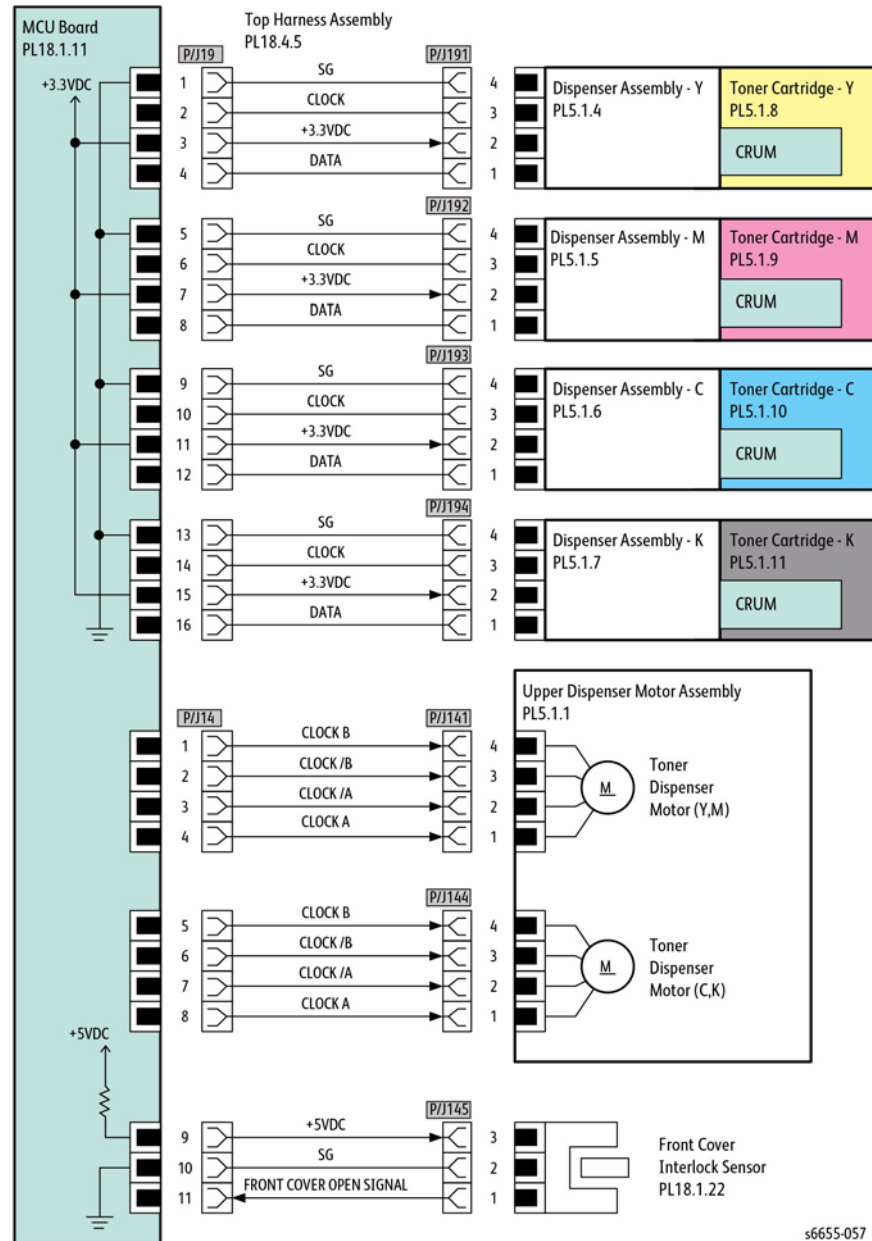 MCU Board
PL18.1.11
Top Harness Assembly
PL18.4.5
+3.3VDC
P/J19
P/J191
1 SG 4
2 CLOCK 3
3 +3.3VDC 2
4 DATA 1
Dispenser Assembly - Y
PL5.1.4
Toner Cartridge - Y
PL5.1.8
CRUM
P/J192
5 SG 4
6 CLOCK 3
7 +3.3VDC 2
8 DATA 1
Dispenser Assembly - M
PL5.1.5
Toner Cartridge - M
PL5.1.9
CRUM
P/J193
9 SG 4
10 CLOCK 3
11 +3.3VDC 2
12 DATA 1
Dispenser Assembly - C
PL5.1.6
Toner Cartridge - C
PL5.1.10
CRUM
P/J194
13 SG 4
14 CLOCK 3
15 +3.3VDC 2
16 DATA 1
Dispenser Assembly - K
PL5.1.7
Toner Cartridge - K
PL5.1.11
CRUM
Upper Dispenser Motor Assembly
PL5.1.1
P/J14
P/J141
1 CLOCK B 4
2 CLOCK /B 3
3 CLOCK /A 2
4 CLOCK A 1
M
Toner
Dispenser
Motor (Y,M)
P/J144
5 CLOCK B 4
6 CLOCK /B 3
7 CLOCK /A 2
8 CLOCK A 1
M
Toner
Dispenser
Motor (C,K)
+5VDC
P/J145
9 +5VDC 3
10 SG 2
11 FRONT COVER OPEN SIGNAL 1
Front Cover
Interlock Sensor
PL18.1.22
s6655-057